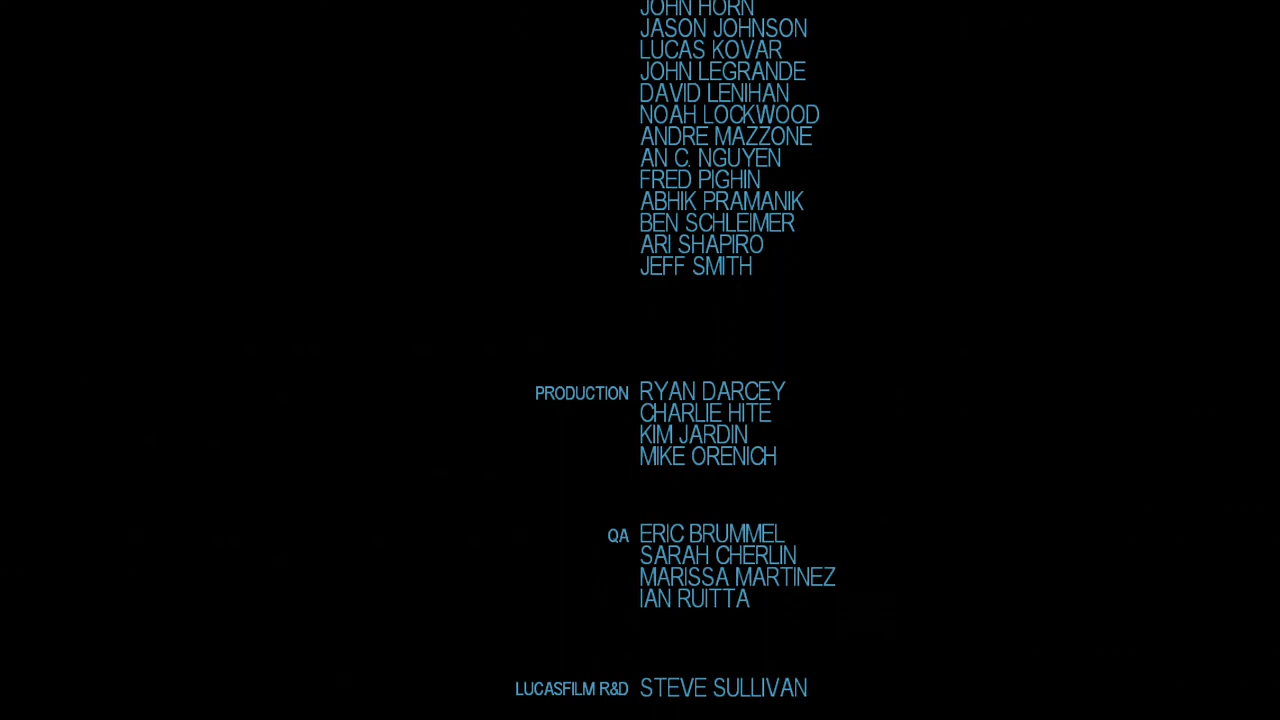 JOHN HORN
JASON JOHNSON
LUCAS KOVAR
JOHN LEGRANDE
DAVID LENIHAN
NOAH LOCKWOOD
ANDRE MAZZONE
AN C. NGUYEN
FRED PIGHIN
ABHIK PRAMANIK
BEN SCHLEIMER
ARI SHAPIRO
JEFF SMITH
PRODUCTION RYAN DARCEY
CHARLIE HITE
KIM JARDIN
MIKE ORENICH
QA ERIC BRUMMEL
SARAH CHERLIN
MARISSA MARTINEZ
IAN RUITTA
LUCASFILM R&D STEVE SULLIVAN